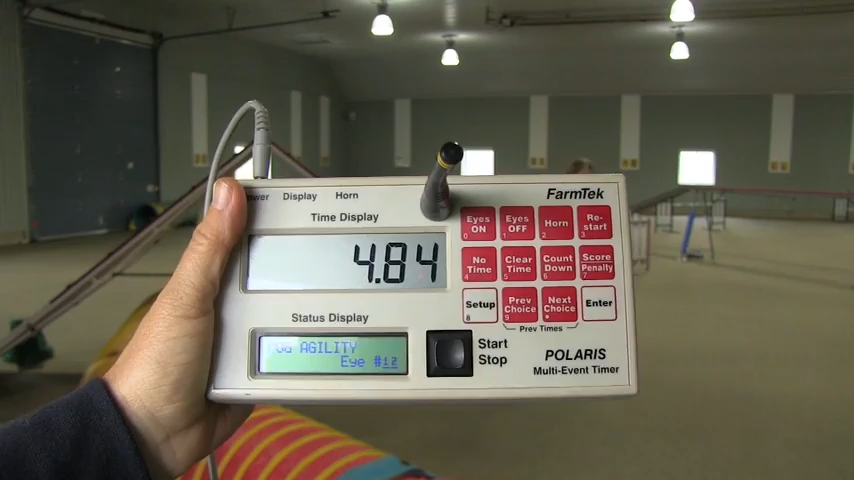 Display Horn
FarmTek
Time Display
4.84
Eyes ON 0
Eyes OFF 1
Horn 2
Re-start 3
No Time 4
Clear Time 5
Count Down 6
Score Penalty 7
Setup 8
Prev Choice 9
Next Choice •
Enter
Prev Times
Status Display
AGILITY
Eye #12
Start
Stop
POLARIS
Multi-Event Timer